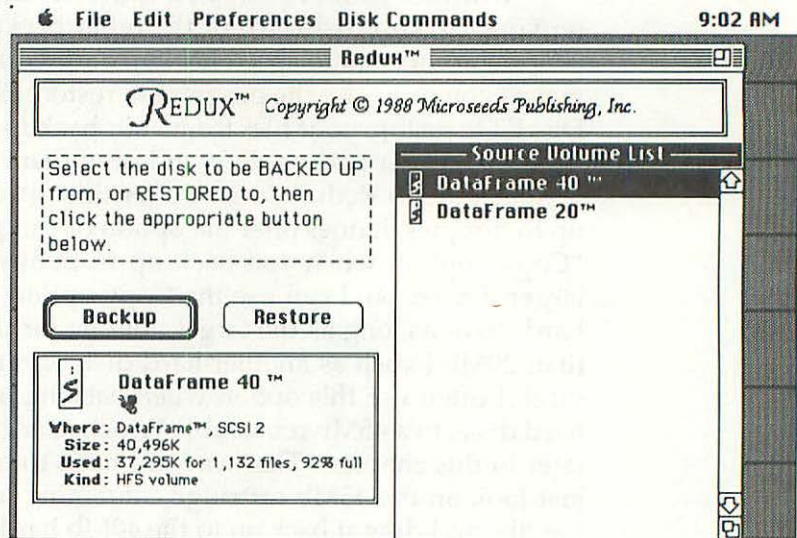 File Edit Preferences Disk Commands 9:02 AM
Redux™
REDUX™ Copyright © 1988 Microseeds Publishing, Inc.
Select the disk to be BACKED UP
from, or RESTORED to, then
click the appropriate button
below.
Backup Restore
DataFrame 40 ™
Where: DataFrame™, SCSI 2
Size: 40,496K
Used: 37,295K for 1,132 files, 92% full
Kind: HFS volume
Source Volume List
DataFrame 40 ™
DataFrame 20™